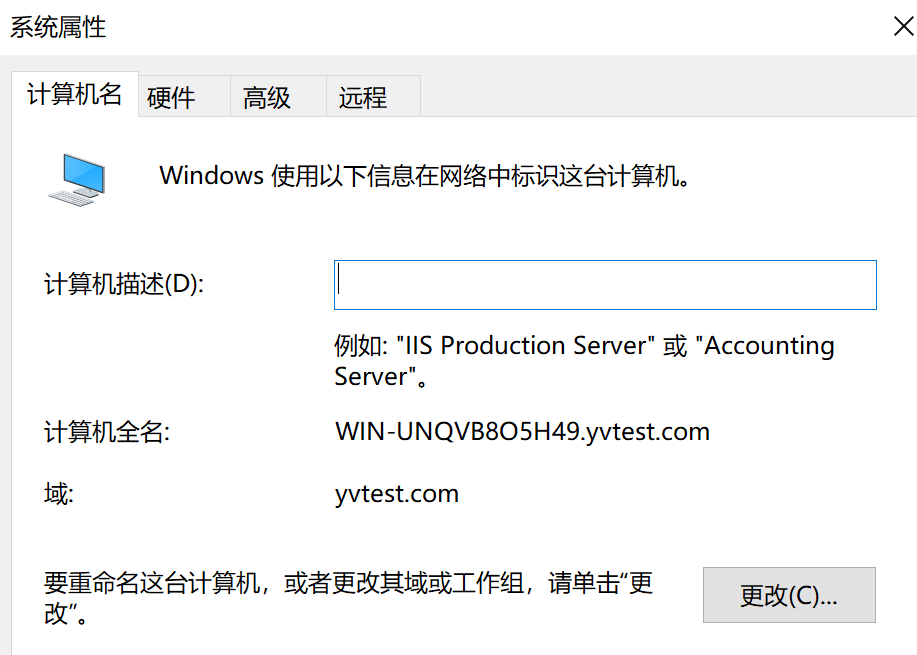 系统属性
计算机名 硬件 高级 远程
Windows 使用以下信息在网络中标识这台计算机。
计算机描述(D):
例如: "IIS Production Server" 或 "Accounting
Server"。
计算机全名: WIN-UNQVB8O5H49.yvtest.com
域: yvtest.com
要重命名这台计算机，或者更改其域或工作组，请单击“更
改”。
更改(C)...